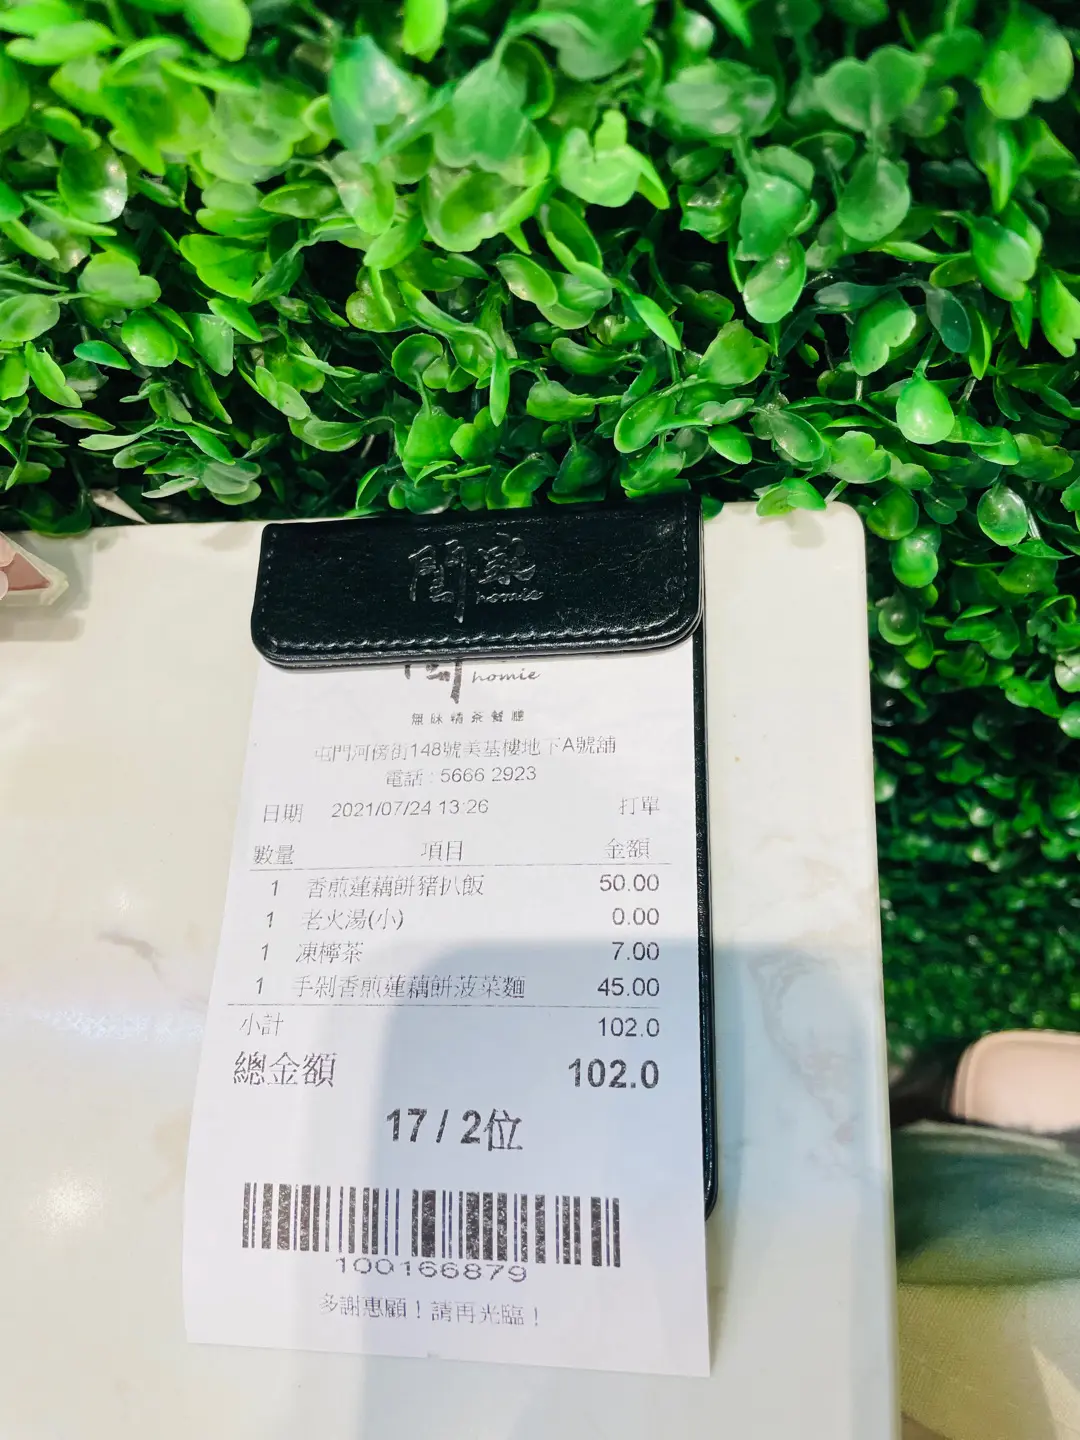 homie
homie
無味精茶餐廳
屯門河傍街148號美基樓地下A號舖
電話 : 5666 2923
日期 2021/07/24 13:26 打單
數量 項目 金額
1 香煎蓮藕餅豬扒飯 50.00
1 老火湯(小) 0.00
1 凍檸茶 7.00
1 手剁香煎蓮藕餅菠菜麵 45.00
小計 102.0
總金額 102.0
17 / 2位
100166879
多謝惠顧！請再光臨！